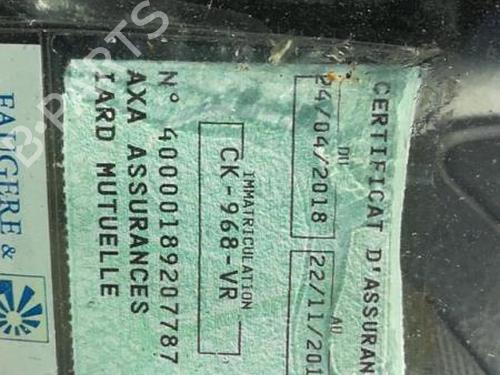 CERTIFICAT D'ASSURAN
DU
24/04/2018
AU
22/11/201
IMMATRICULATION
CK-968-VR
N° 40000189207787
AXA ASSURANCES
IARD MUTUELLE
FAUGERE &
B-PARTS